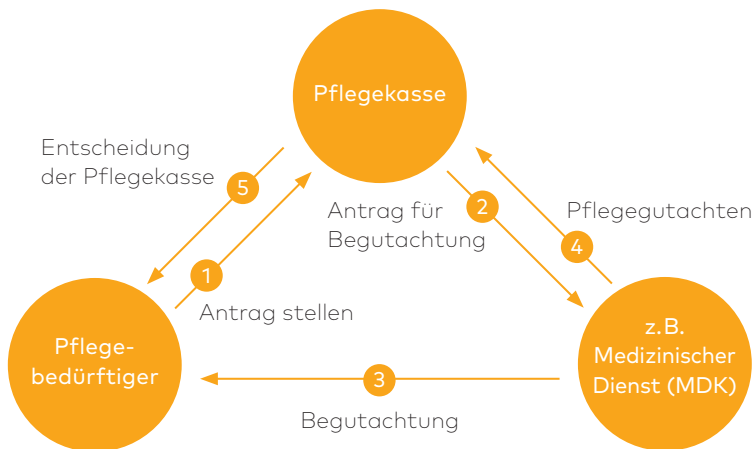 Pflegekasse
Entscheidung
der Pflegekasse
5
1
Antrag stellen
Antrag für
Begutachtung
2
Pflegegutachten
4
Pflege-
bedürftiger
z.B.
Medizinischer
Dienst (MDK)
3
Begutachtung